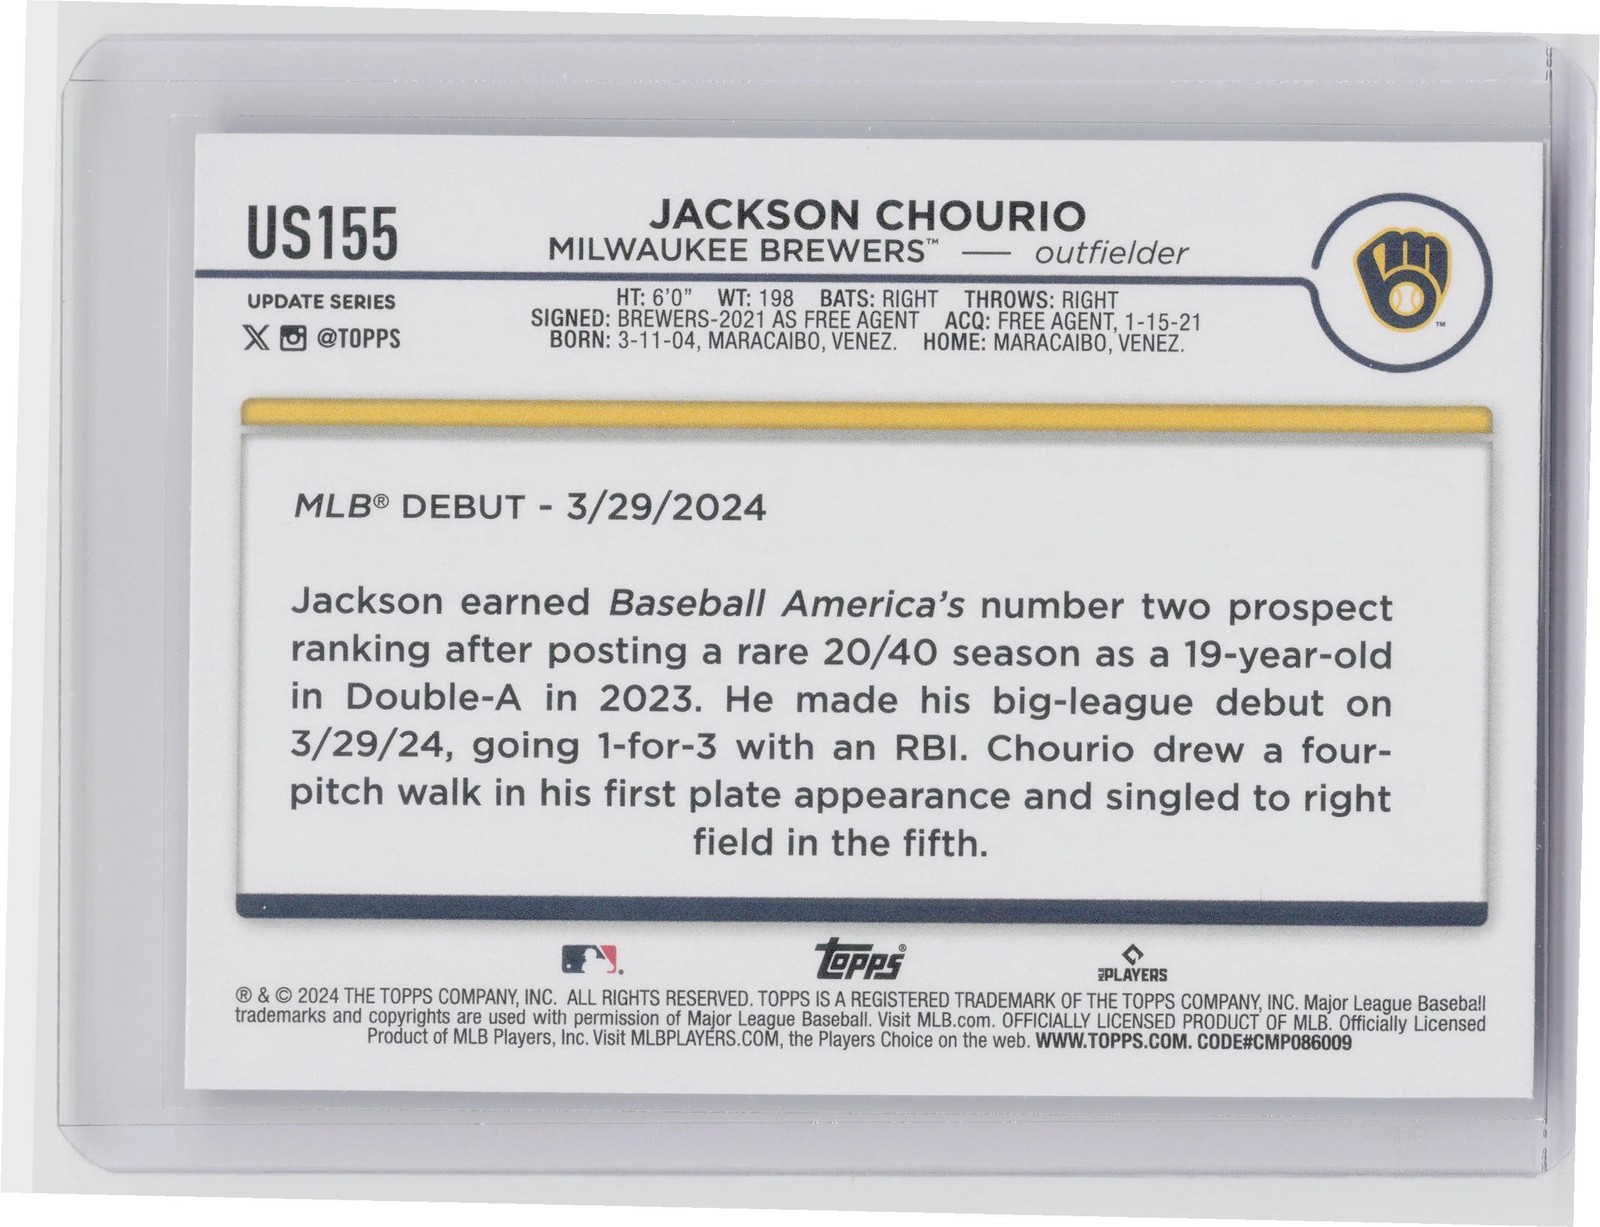 US155
JACKSON CHOURIO
MILWAUKEE BREWERS™ — outfielder
UPDATE SERIES
@TOPPS
HT: 6'0" WT: 198 BATS: RIGHT THROWS: RIGHT
SIGNED: BREWERS-2021 AS FREE AGENT ACQ: FREE AGENT, 1-15-21
BORN: 3-11-04, MARACAIBO, VENEZ. HOME: MARACAIBO, VENEZ.
™
MLB® DEBUT - 3/29/2024
Jackson earned Baseball America's number two prospect
ranking after posting a rare 20/40 season as a 19-year-old
in Double-A in 2023. He made his big-league debut on
3/29/24, going 1-for-3 with an RBI. Chourio drew a four-
pitch walk in his first plate appearance and singled to right
field in the fifth.
topps®
MLB PLAYERS
® & © 2024 THE TOPPS COMPANY, INC. ALL RIGHTS RESERVED. TOPPS IS A REGISTERED TRADEMARK OF THE TOPPS COMPANY, INC. Major League Baseball
trademarks and copyrights are used with permission of Major League Baseball. Visit MLB.com. OFFICIALLY LICENSED PRODUCT OF MLB. Officially Licensed
Product of MLB Players, Inc. Visit MLBPLAYERS.COM, the Players Choice on the web. WWW.TOPPS.COM. CODE#CMP086009